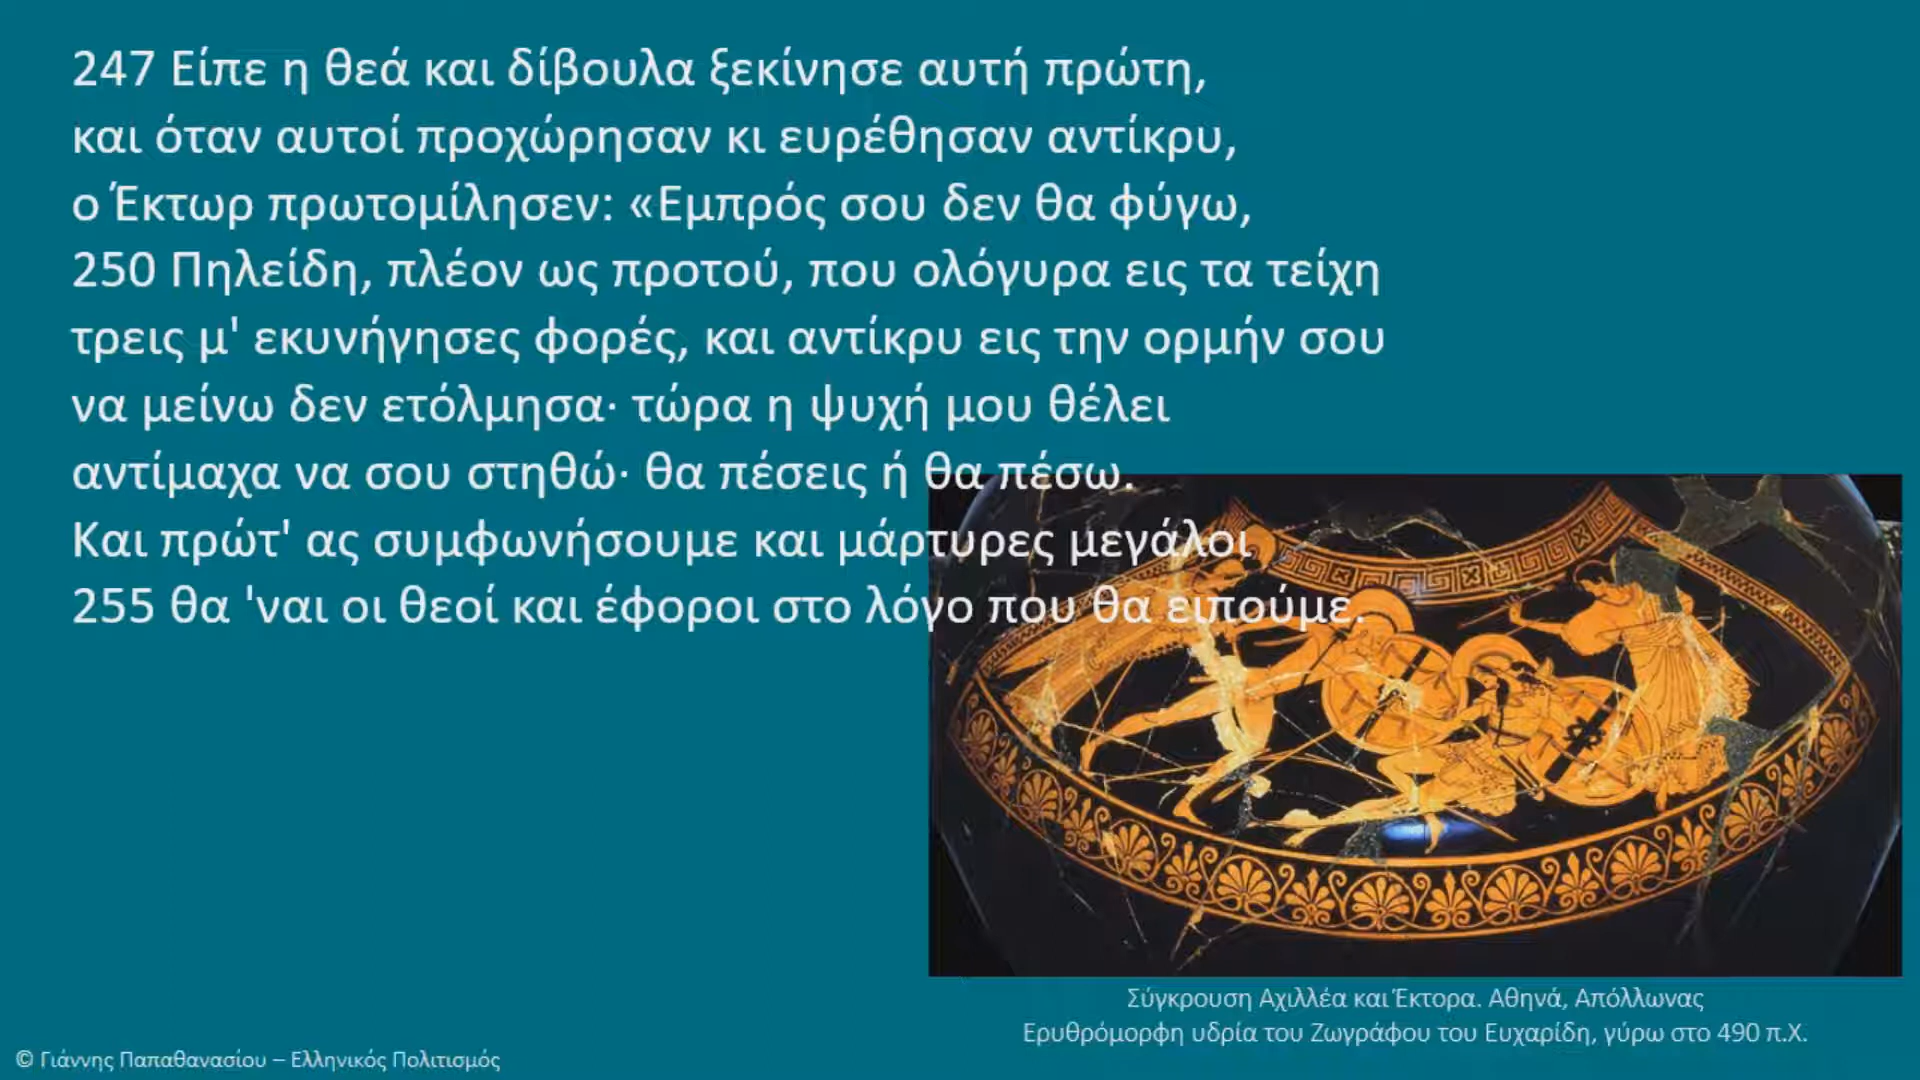 247 Είπε η θεά και δίβουλα ξεκίνησε αυτή πρώτη,
και όταν αυτοί προχώρησαν κι ευρέθησαν αντίκρυ,
ο Έκτωρ πρωτομίλησεν: «Εμπρός σου δεν θα φύγω,
250 Πηλείδη, πλέον ως προτού, που ολόγυρα εις τα τείχη
τρεις μ' εκυνήγησες φορές, και αντίκρυ εις την ορμήν σου
να μείνω δεν ετόλμησα· τώρα η ψυχή μου θέλει
αντίμαχα να σου στηθώ· θα πέσεις ή θα πέσω.
Και πρώτ' ας συμφωνήσουμε και μάρτυρες μεγάλοι
255 θα 'ναι οι θεοί και έφοροι στο λόγο που θα ειπούμε.
Σύγκρουση Αχιλλέα και Έκτορα. Αθηνά, Απόλλωνας
Ερυθρόμορφη υδρία του Ζωγράφου του Ευχαρίδη, γύρω στο 490 π.Χ.
© Γιάννης Παπαθανασίου – Ελληνικός Πολιτισμός